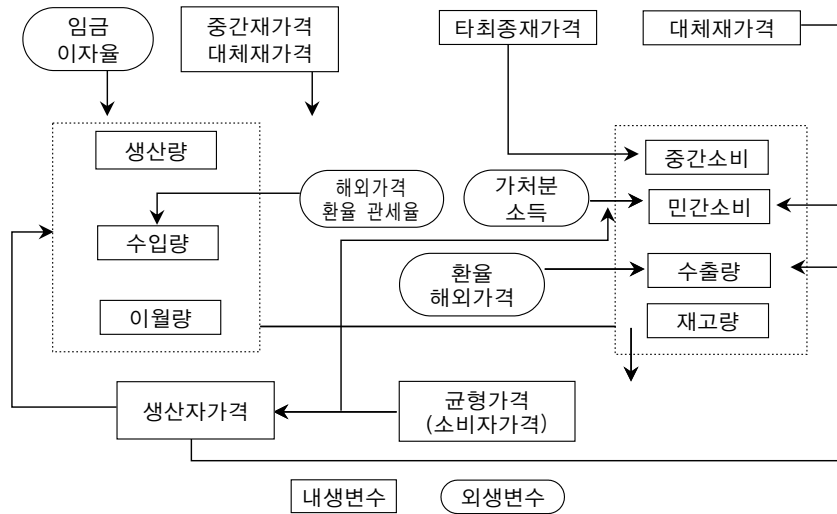 임금
이자율
중간재가격
대체재가격
타최종재가격
대체재가격
생산량
중간소비
해외가격
환율 관세율
가처분
소득
민간소비
수입량
환율
해외가격
수출량
이월량
재고량
생산자가격
균형가격
(소비자가격)
내생변수
외생변수